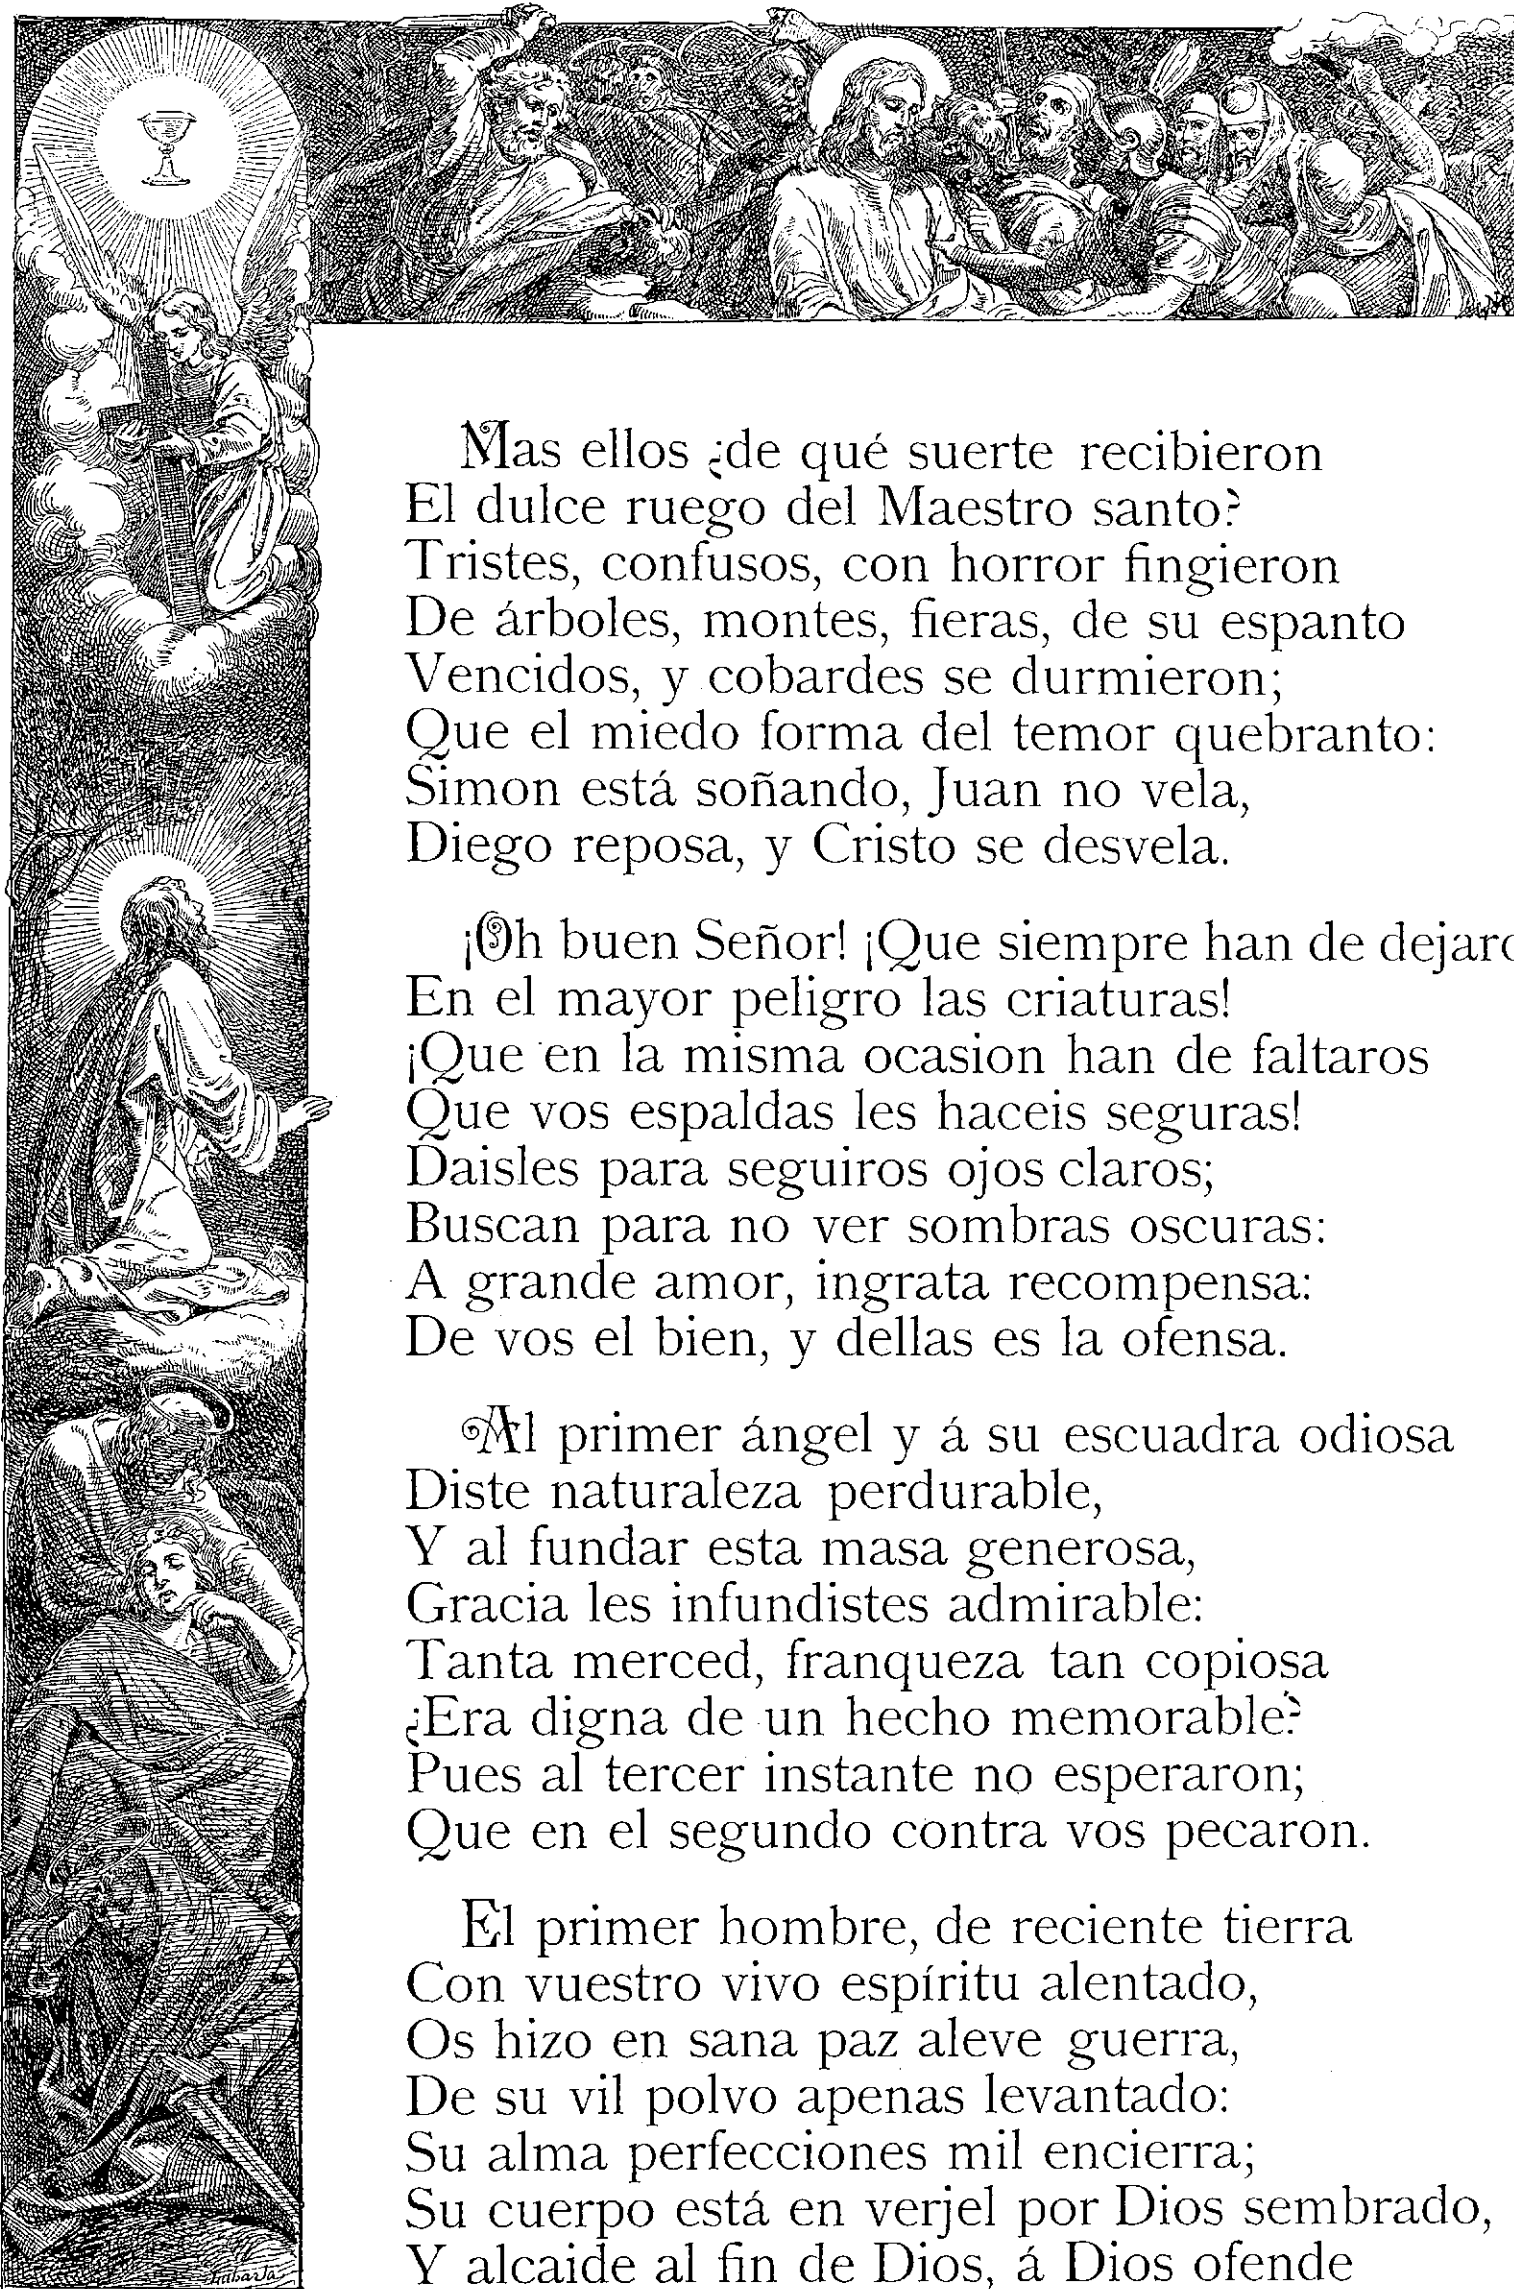 Mas ellos ¿de qué suerte recibieron
El dulce ruego del Maestro santo?
Tristes, confusos, con horror fingieron
De árboles, montes, fieras, de su espanto
Vencidos, y cobardes se durmieron;
Que el miedo forma del temor quebranto:
Simon está soñando, Juan no vela,
Diego reposa, y Cristo se desvela.
¡Oh buen Señor! ¡Que siempre han de
En el mayor peligro las criaturas!
¡Que en la misma ocasion han de faltaros
Que vos espaldas les haceis seguras!
Daisles para seguiros ojos claros;
Buscan para no ver sombras oscuras:
A grande amor, ingrata recompensa:
De vos el bien, y dellas es la ofensa.
Al primer ángel y á su escuadra odiosa
Diste naturaleza perdurable,
Y al fundar esta masa generosa,
Gracia les infundistes admirable:
Tanta merced, franqueza tan copiosa
¿Era digna de un hecho memorable?
Pues al tercer instante no esperaron;
Que en el segundo contra vos pecaron.
El primer hombre, de reciente tierra
Con vuestro vivo espíritu alentado,
Os hizo en sana paz aleve guerra,
De su vil polvo apenas levantado:
Su alma perfecciones mil encierra;
Su cuerpo está en verjel por Dios sembrado,
Y alcaide al fin de Dios, á Dios ofende
Labarta